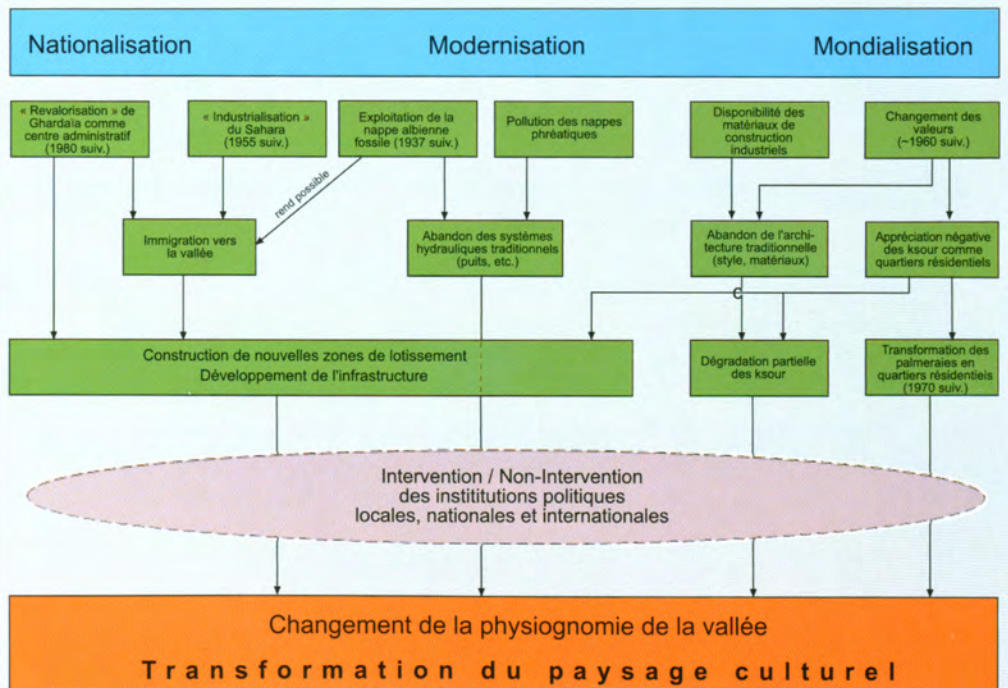 Nationalisation Modernisation Mondialisation
« Revalorisation » de
Ghardaïa comme
centre administratif
(1980 suiv.)
« Industrialisation »
du Sahara
(1955 suiv.)
Exploitation de la
nappe albienne
fossile (1937 suiv.)
Pollution des nappes
phréatiques
Disponibilité des
matériaux de
construction
industriels
Changement des
valeurs
(~1960 suiv.)
rend possible
Immigration vers
la vallée
Abandon des systèmes
hydrauliques traditionnels
(puits, etc.)
Abandon de l'archi-
tecture traditionnelle
(style, matériaux)
Appréciation négative
des ksour comme
quartiers résidentiels
Construction de nouvelles zones de lotissement
Développement de l'infrastructure
Dégradation partielle
des ksour
Transformation des
palmeraies en
quartiers résidentiels
(1970 suiv.)
Intervention / Non-Intervention
des instititutions politiques
locales, nationales et internationales
Changement de la physiognomie de la vallée
Transformation du paysage culturel